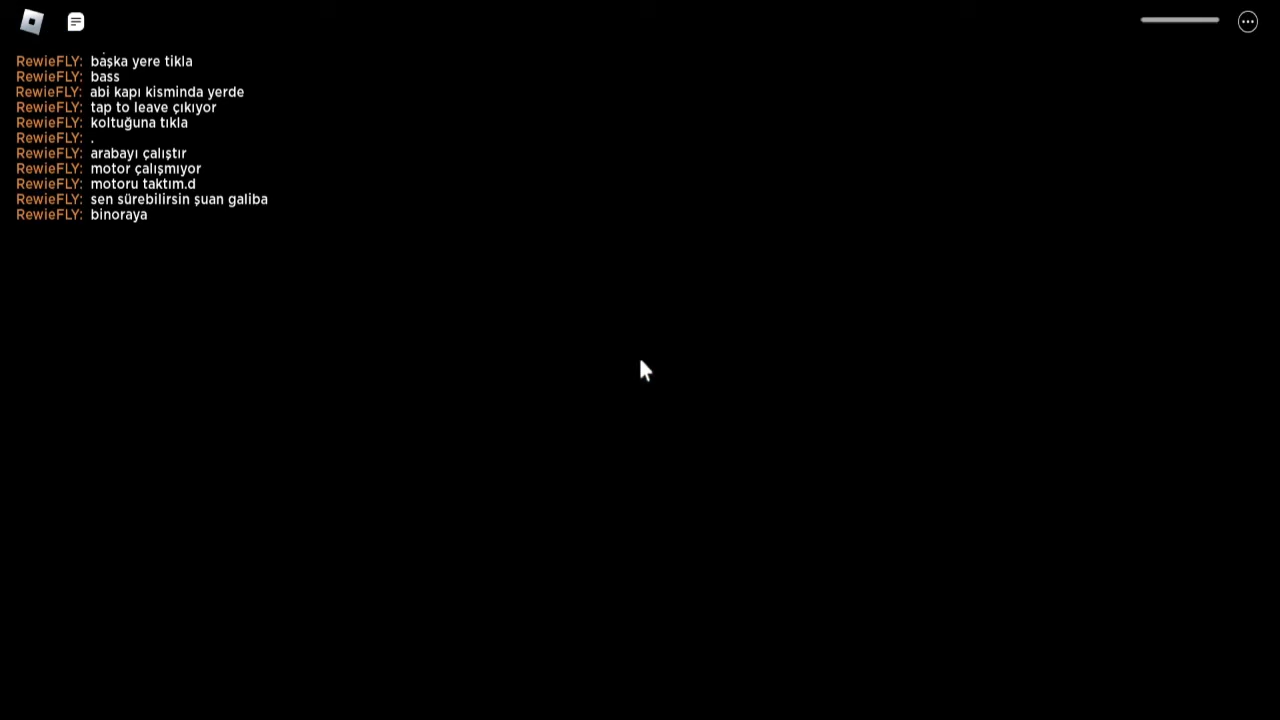 RewieFLY: başka yere tikla
RewieFLY: bass
RewieFLY: abi kapı kisminda yerde
RewieFLY: tap to leave çıkıyor
RewieFLY: koltuğuna tıkla
RewieFLY: .
RewieFLY: arabayı çalıştır
RewieFLY: motor çalışmıyor
RewieFLY: motoru taktım.d
RewieFLY: sen sürebilirsin şuan galiba
RewieFLY: binoraya